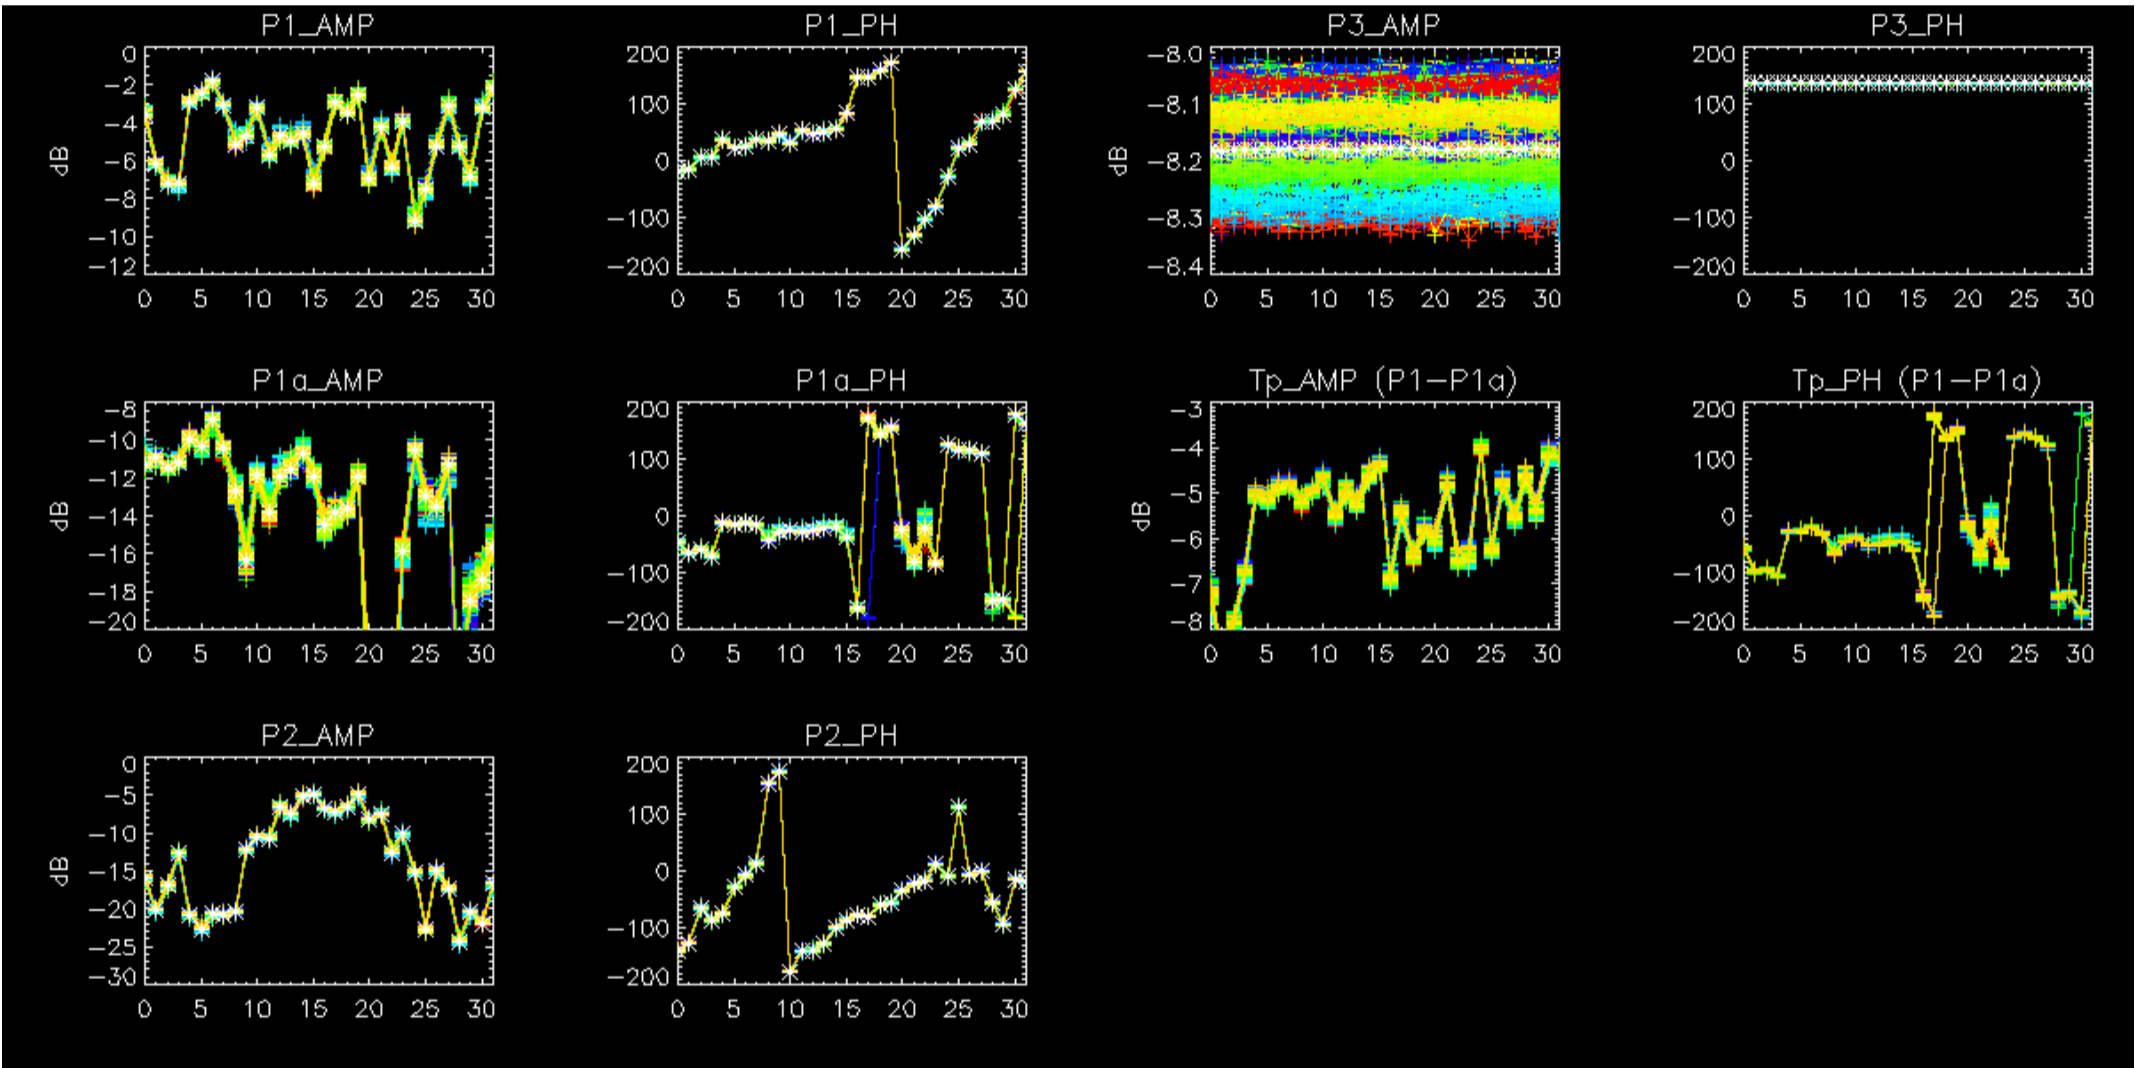 P1_AMP
P1_PH
P3_AMP
P3_PH
0
−2
−4
−6
−8
−10
−12
dB
0 5 10 15 20 25 30
200
100
0
−100
−200
0 5 10 15 20 25 30
−8.0
−8.1
−8.2
−8.3
−8.4
dB
0 5 10 15 20 25 30
200
100
0
−100
−200
0 5 10 15 20 25 30
P1a_AMP
P1a_PH
Tp_AMP (P1−P1a)
Tp_PH (P1−P1a)
−8
−10
−12
−14
−16
−18
−20
dB
0 5 10 15 20 25 30
200
100
0
−100
−200
0 5 10 15 20 25 30
−3
−4
−5
−6
−7
−8
dB
0 5 10 15 20 25 30
200
100
0
−100
−200
0 5 10 15 20 25 30
P2_AMP
P2_PH
0
−5
−10
−15
−20
−25
−30
dB
0 5 10 15 20 25 30
200
100
0
−100
−200
0 5 10 15 20 25 30